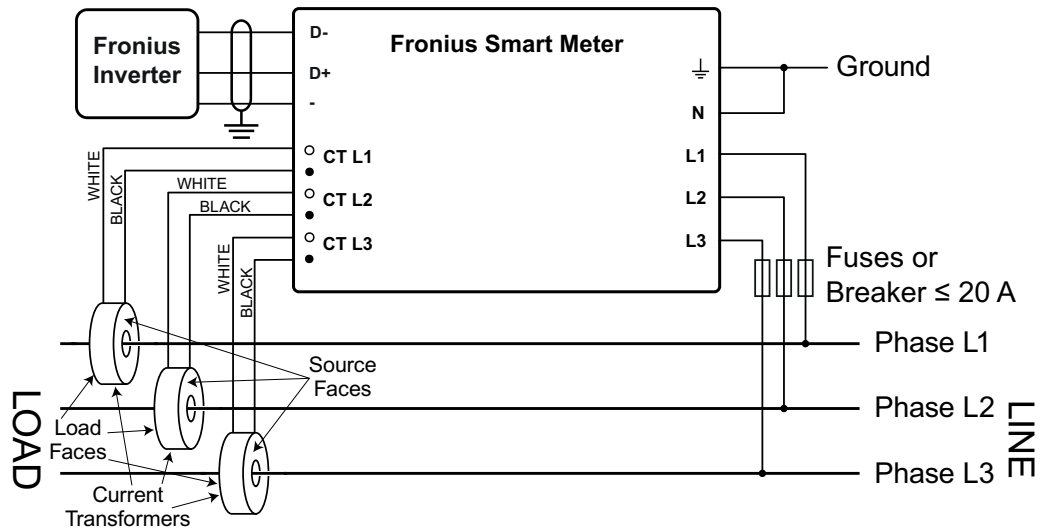 Fronius
Inverter
D-
D+
-
Fronius Smart Meter
⏚
N
L1
L2
L3
Ground
CT L1
CT L2
CT L3
WHITE
BLACK
WHITE
BLACK
WHITE
BLACK
Fuses or
Breaker ≤ 20 A
Phase L1
Phase L2
Phase L3
Source
Faces
LOAD
Load
Faces
Current
Transformers
LINE